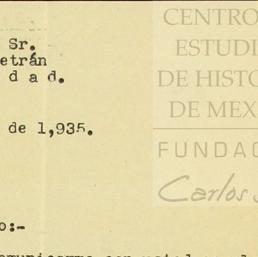 Sr.
etrán
d a d.
de 1,935.
o:-
CENTRO
ESTUDI
DE HISTO
DE MEX
FUNDAC
Carlos S